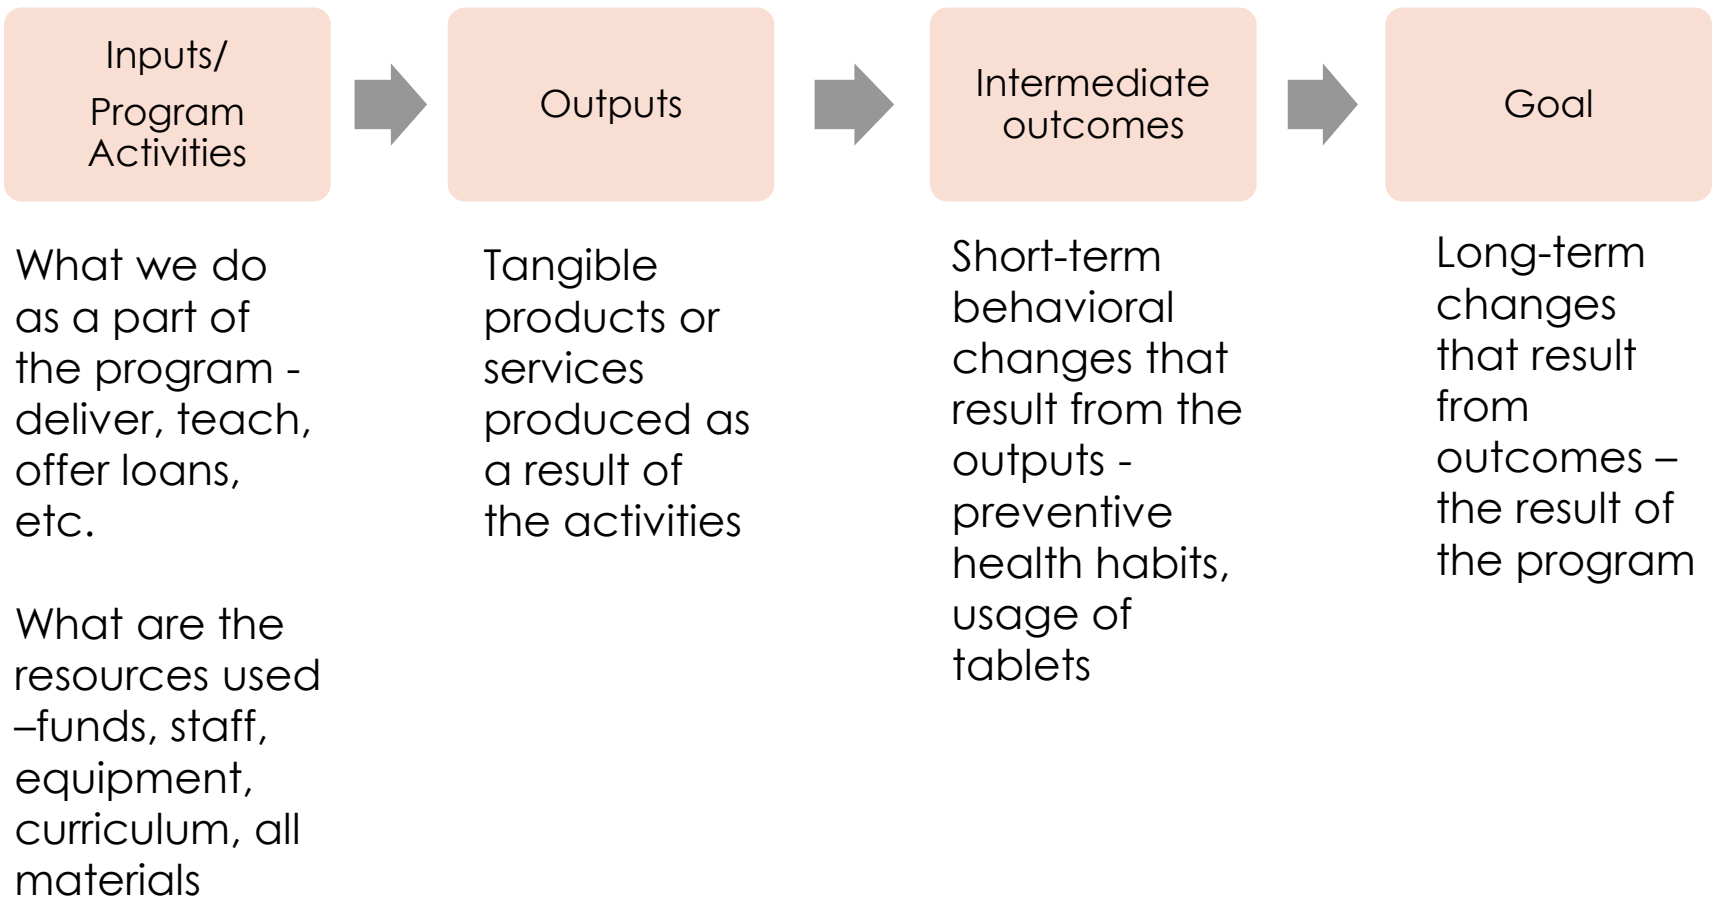 Inputs/
Program
Activities
Outputs
Intermediate
outcomes
Goal
What we do
as a part of
the program -
deliver, teach,
offer loans,
etc.
What are the
resources used
–funds, staff,
equipment,
curriculum, all
materials
Tangible
products or
services
produced as
a result of
the activities
Short-term
behavioral
changes that
result from the
outputs -
preventive
health habits,
usage of
tablets
Long-term
changes
that result
from
outcomes –
the result of
the program